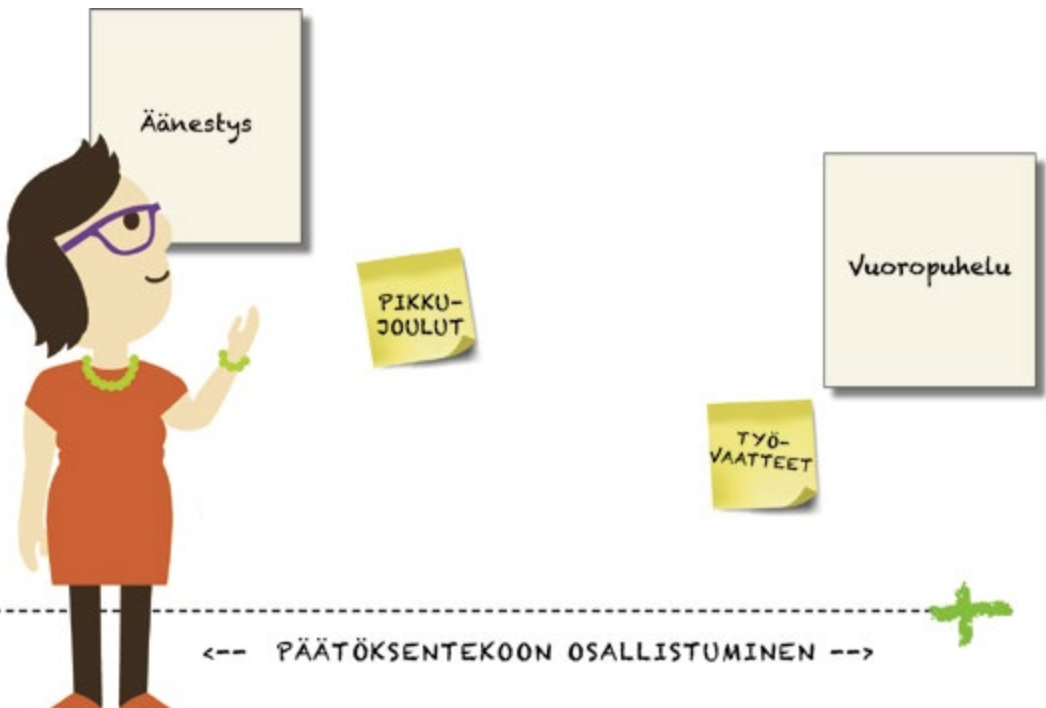 Äänestys
PIKKU-
JOULUT
Vuoropuhelu
TYÖ-
VAATTEET
<-- PÄÄTÖKSENTEKOON OSALLISTUMINEN -->